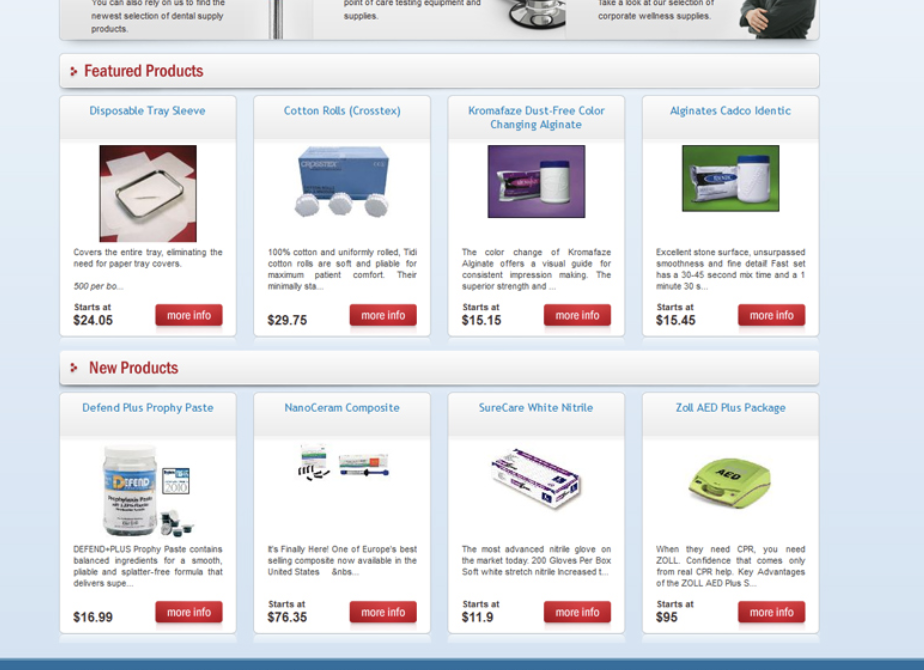 You can also rely on us to find the
newest selection of dental supply
products.
point of care testing equipment and
supplies.
Take a look at our selection of
corporate wellness supplies.
Featured Products
Disposable Tray Sleeve
Cotton Rolls (Crosstex)
Kromafaze Dust-Free Color
Changing Alginate
Alginates Cadco Identic
CROSSTEX
Covers the entire tray, eliminating the
need for paper tray covers.
500 per bo...
100% cotton and uniformly rolled, Tidi
cotton rolls are soft and pliable for
maximum patient comfort. Their
minimally sta...
The color change of Kromafaze
Alginate offers a visual guide for
consistent impression making. The
superior strength and ...
Excellent stone surface, unsurpassed
smoothness and fine detail! Fast set
has a 30-45 second mix time and a 1
minute 30 s...
Starts at
$24.05
more info
$29.75
more info
Starts at
$15.15
more info
Starts at
$15.45
more info
New Products
Defend Plus Prophy Paste
NanoCeram Composite
SureCare White Nitrile
Zoll AED Plus Package
DEFEND
Prophylaxis Paste
2010
AED
DEFEND+PLUS Prophy Paste contains
balanced ingredients for a smooth,
pliable and splatter-free formula that
delivers supe...
It's Finally Here! One of Europe's best
selling composite now available in the
United States &nbs...
The most advanced nitrile glove on
the market today. 200 Gloves Per Box
Soft white stretch nitrile Increased t...
When they need CPR, you need
ZOLL. Confidence that comes only
from real CPR help. Key Advantages
of the ZOLL AED Plus S...
$16.99
more info
Starts at
$76.35
more info
Starts at
$11.9
more info
Starts at
$95
more info